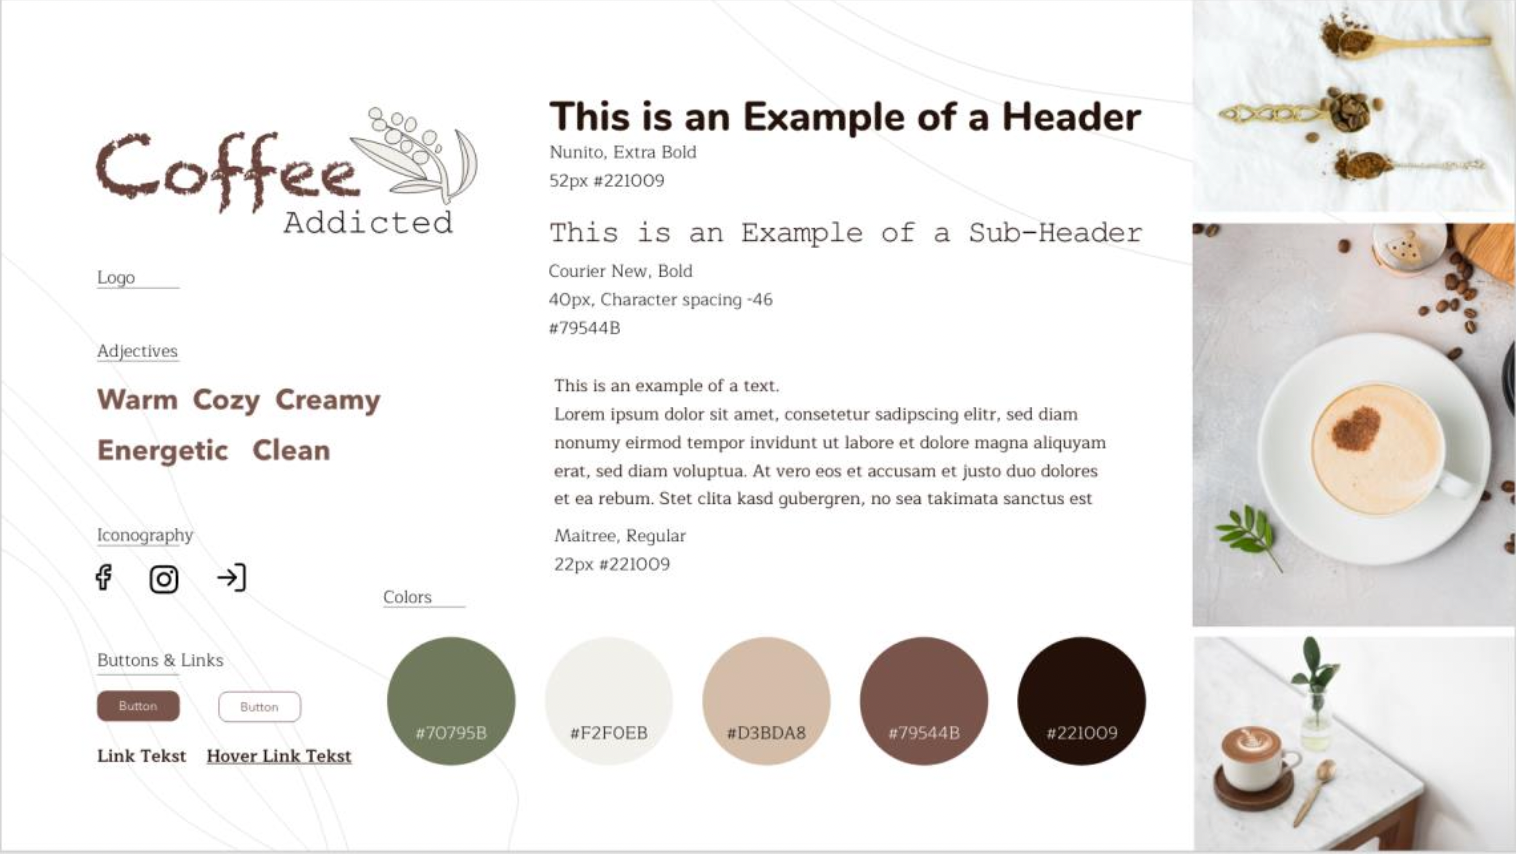 Coffee
Addicted
Logo
Adjectives
Warm Cozy Creamy
Energetic Clean
Iconography
Buttons & Links
Button Button
Link Tekst Hover Link Tekst
This is an Example of a Header
Nunito, Extra Bold
52px #221009
This is an Example of a Sub-Header
Courier New, Bold
40px, Character spacing -46
#79544B
This is an example of a text.
Lorem ipsum dolor sit amet, consetetur sadipscing elitr, sed diam
nonumy eirmod tempor invidunt ut labore et dolore magna aliquyam
erat, sed diam voluptua. At vero eos et accusam et justo duo dolores
et ea rebum. Stet clita kasd gubergren, no sea takimata sanctus est
Maitree, Regular
22px #221009
Colors
#70795B #F2F0EB #D3BDA8 #79544B #221009